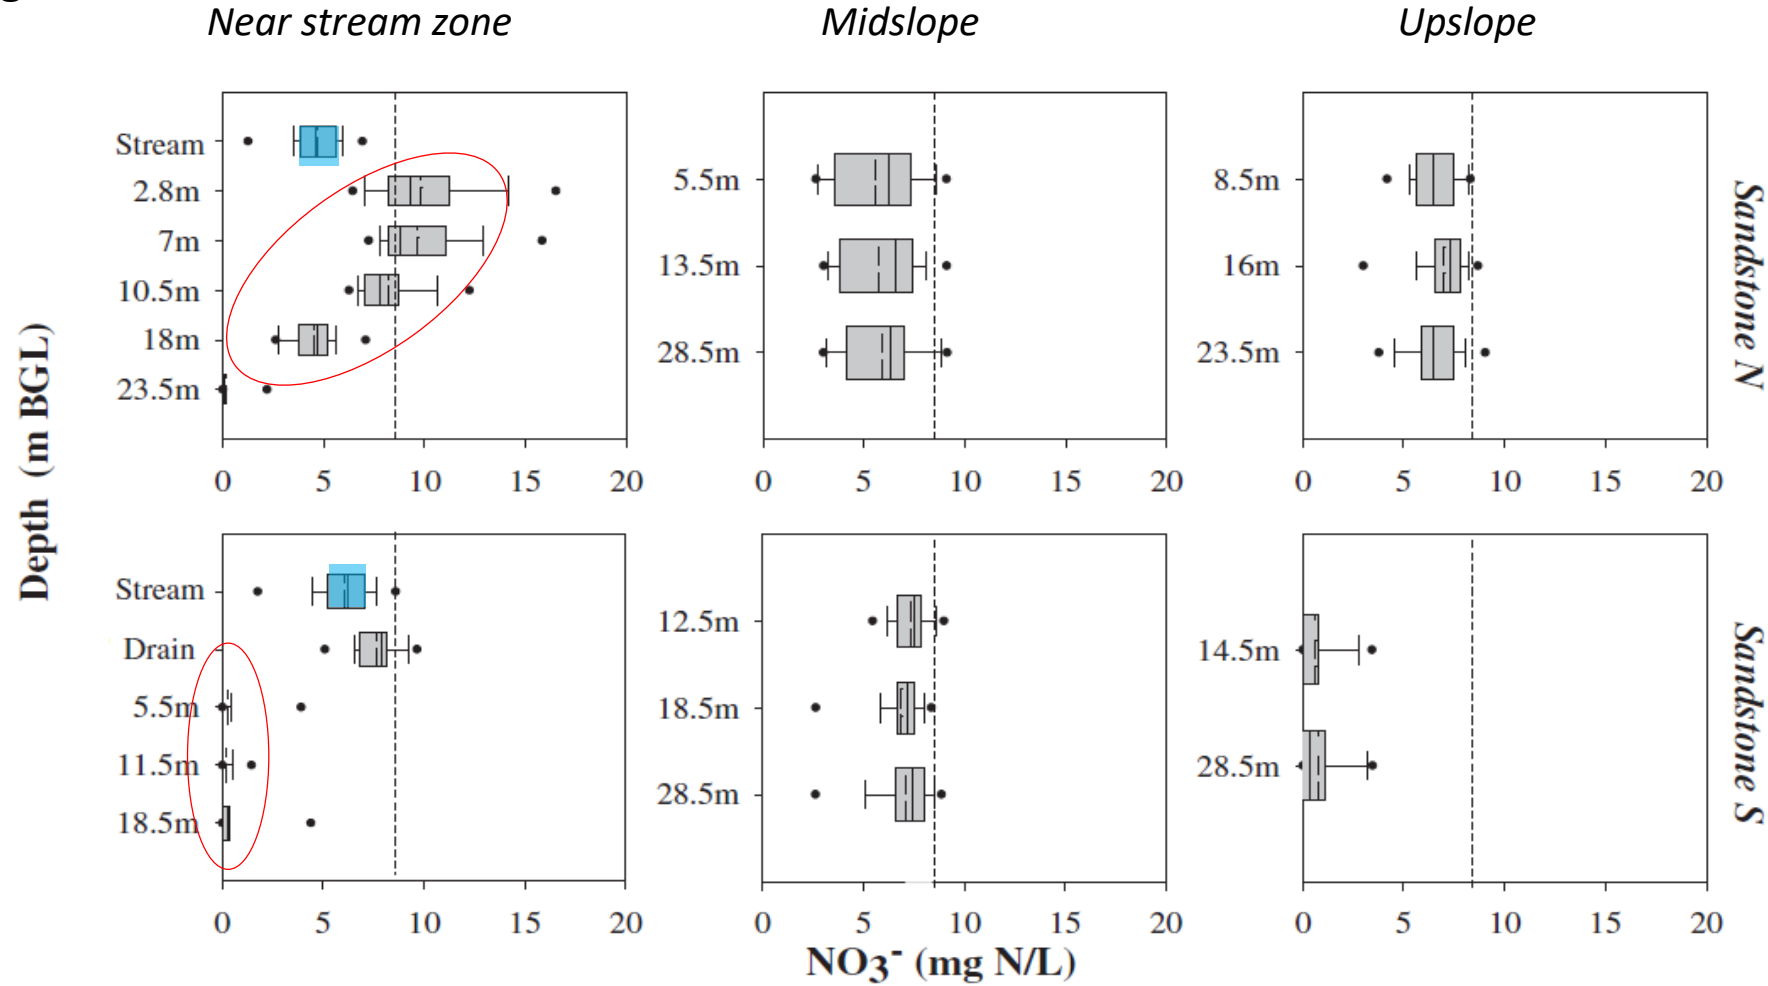 Near stream zone
Midslope
Upslope
Stream
2.8m
7m
10.5m
18m
23.5m
0 5 10 15 20
5.5m
13.5m
28.5m
0 5 10 15 20
8.5m
16m
23.5m
0 5 10 15 20
Sandstone N
Depth (m BGL)
Stream
Drain
5.5m
11.5m
18.5m
0 5 10 15 20
12.5m
18.5m
28.5m
0 5 10 15 20
14.5m
28.5m
0 5 10 15 20
Sandstone S
NO3- (mg N/L)